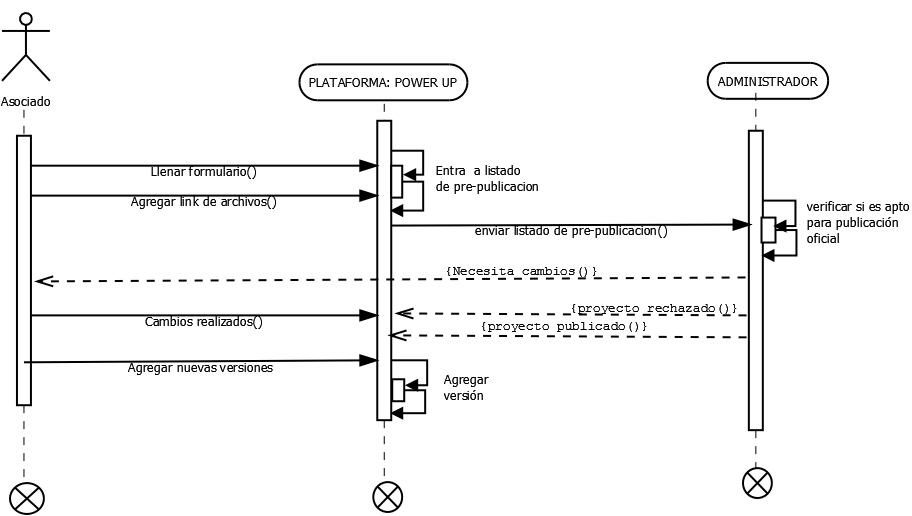 Asociado
PLATAFORMA: POWER UP
ADMINISTRADOR
Llenar formulario()
Entra a listado
de pre-publicacion
Agregar link de archivos()
verificar si es apto
para publicación
oficial
enviar listado de pre-publicacion()
{Necesita cambios()}
{proyecto rechazado()}
Cambios realizados()
{proyecto publicado()}
Agregar nuevas versiones
Agregar
versión